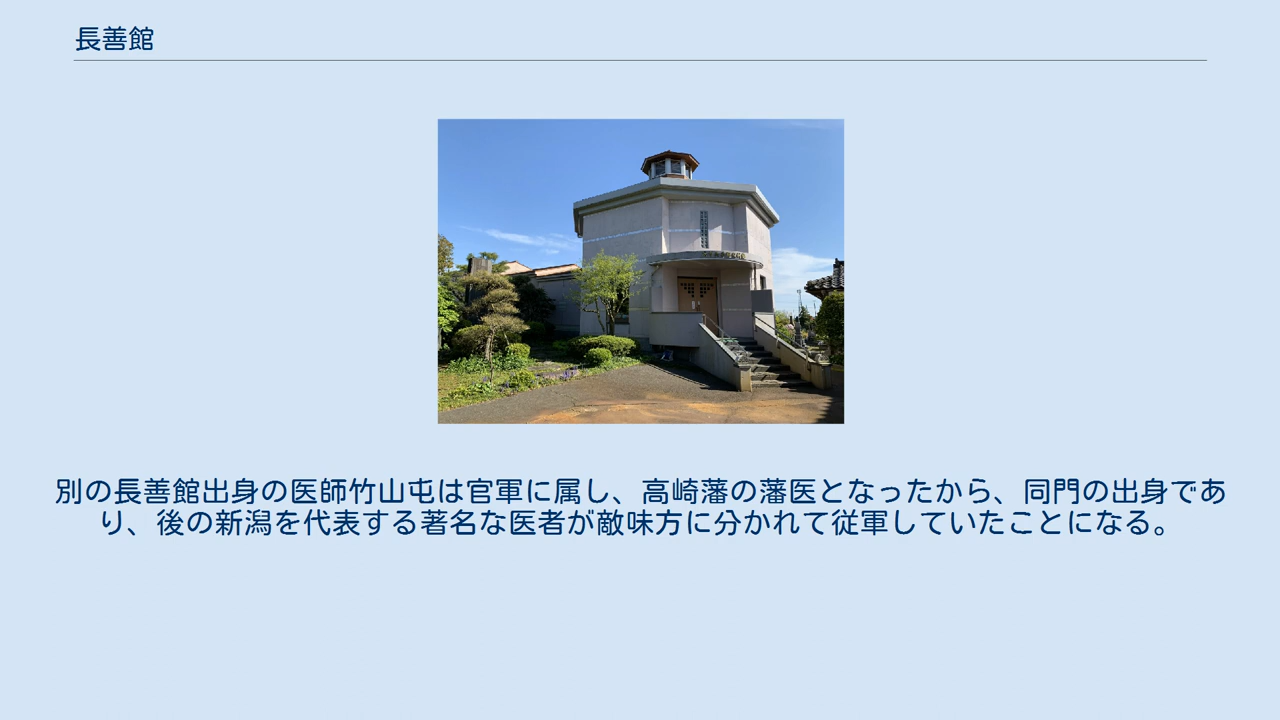 長善館
別の長善館出身の医師竹山屯は官軍に属し、高崎藩の藩医となったから、同門の出身であ
り、後の新潟を代表する著名な医者が敵味方に分かれて従軍していたことになる。